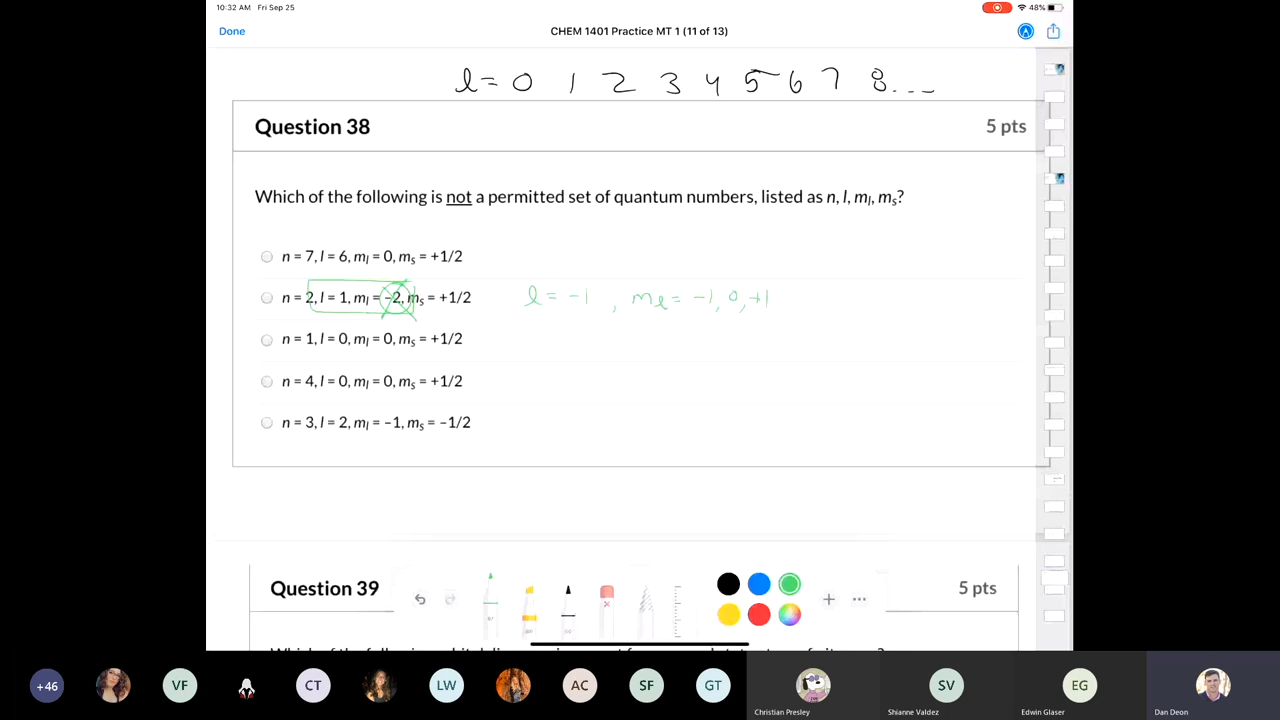 10:32 AM Fri Sep 25
48%
Done
CHEM 1401 Practice MT 1 (11 of 13)
l = 0 1 2 3 4 5 6 7 8...
Question 38
5 pts
Which of the following is not a permitted set of quantum numbers, listed as n, l, ml, ms?
n = 7, l = 6, ml = 0, ms = +1/2
n = 2, l = 1, ml = −2, ms = +1/2
l = -1 , ml = -1, 0, +1
n = 1, l = 0, ml = 0, ms = +1/2
n = 4, l = 0, ml = 0, ms = +1/2
n = 3, l = 2, ml = −1, ms = −1/2
Question 39
5 pts
+46
VF
CT
LW
AC
SF
GT
SV
EG
Christian Presley
Shianne Valdez
Edwin Glaser
Dan Deon